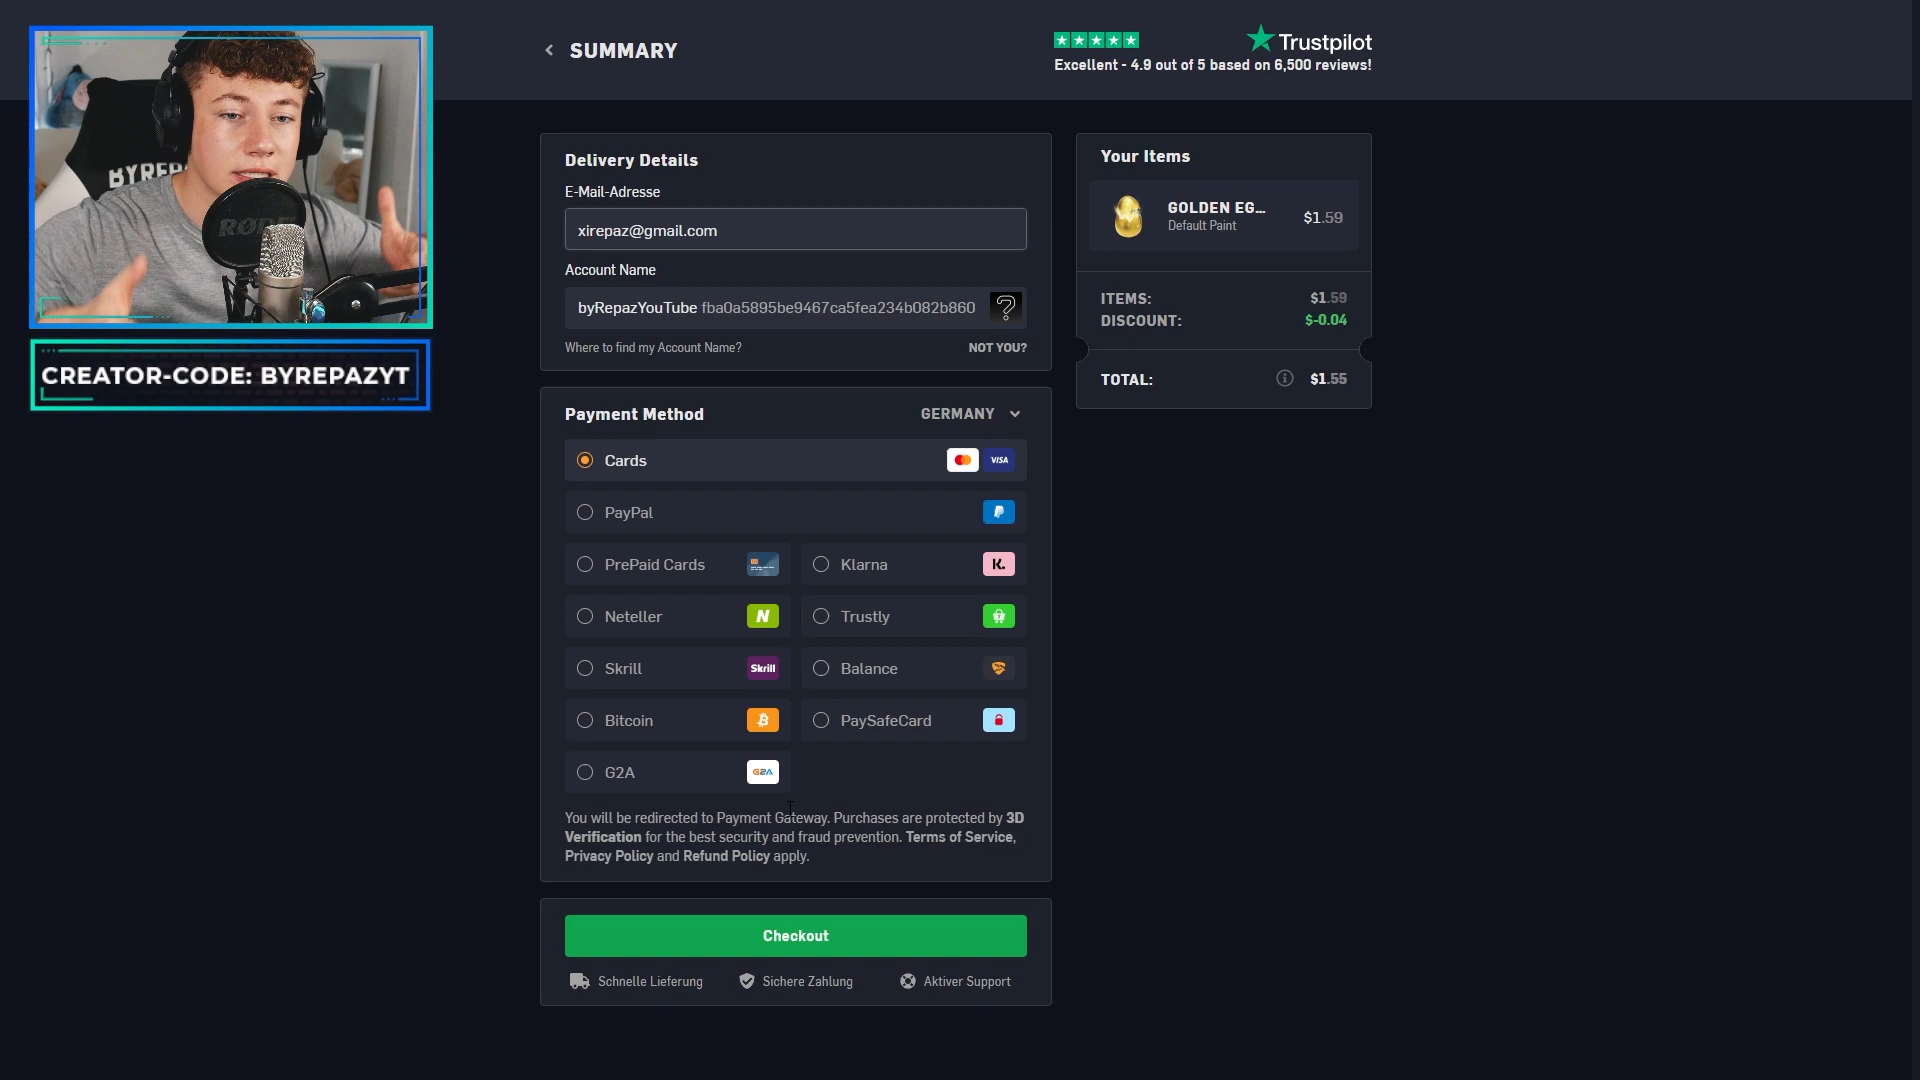 SUMMARY
Trustpilot
Excellent - 4.9 out of 5 based on 6,500 reviews!
BYREP
RØDE
CREATOR-CODE: BYREPAZYT
Delivery Details
E-Mail-Adresse
xirepaz@gmail.com
Account Name
byRepazYouTube fba0a5895be9467ca5fea234b082b860
?
Where to find my Account Name?
NOT YOU?
Payment Method
GERMANY
Cards
VISA
PayPal
PrePaid Cards
Klarna
K.
Neteller
N
Trustly
Skrill
Skrill
Balance
Bitcoin
PaySafeCard
G2A
G2A
You will be redirected to Payment Gateway. Purchases are protected by 3D
Verification for the best security and fraud prevention. Terms of Service,
Privacy Policy and Refund Policy apply.
Checkout
Schnelle Lieferung
Sichere Zahlung
Aktiver Support
Your Items
GOLDEN EG...
$1.59
Default Paint
ITEMS: $1.59
DISCOUNT: $-0.04
TOTAL: $1.55